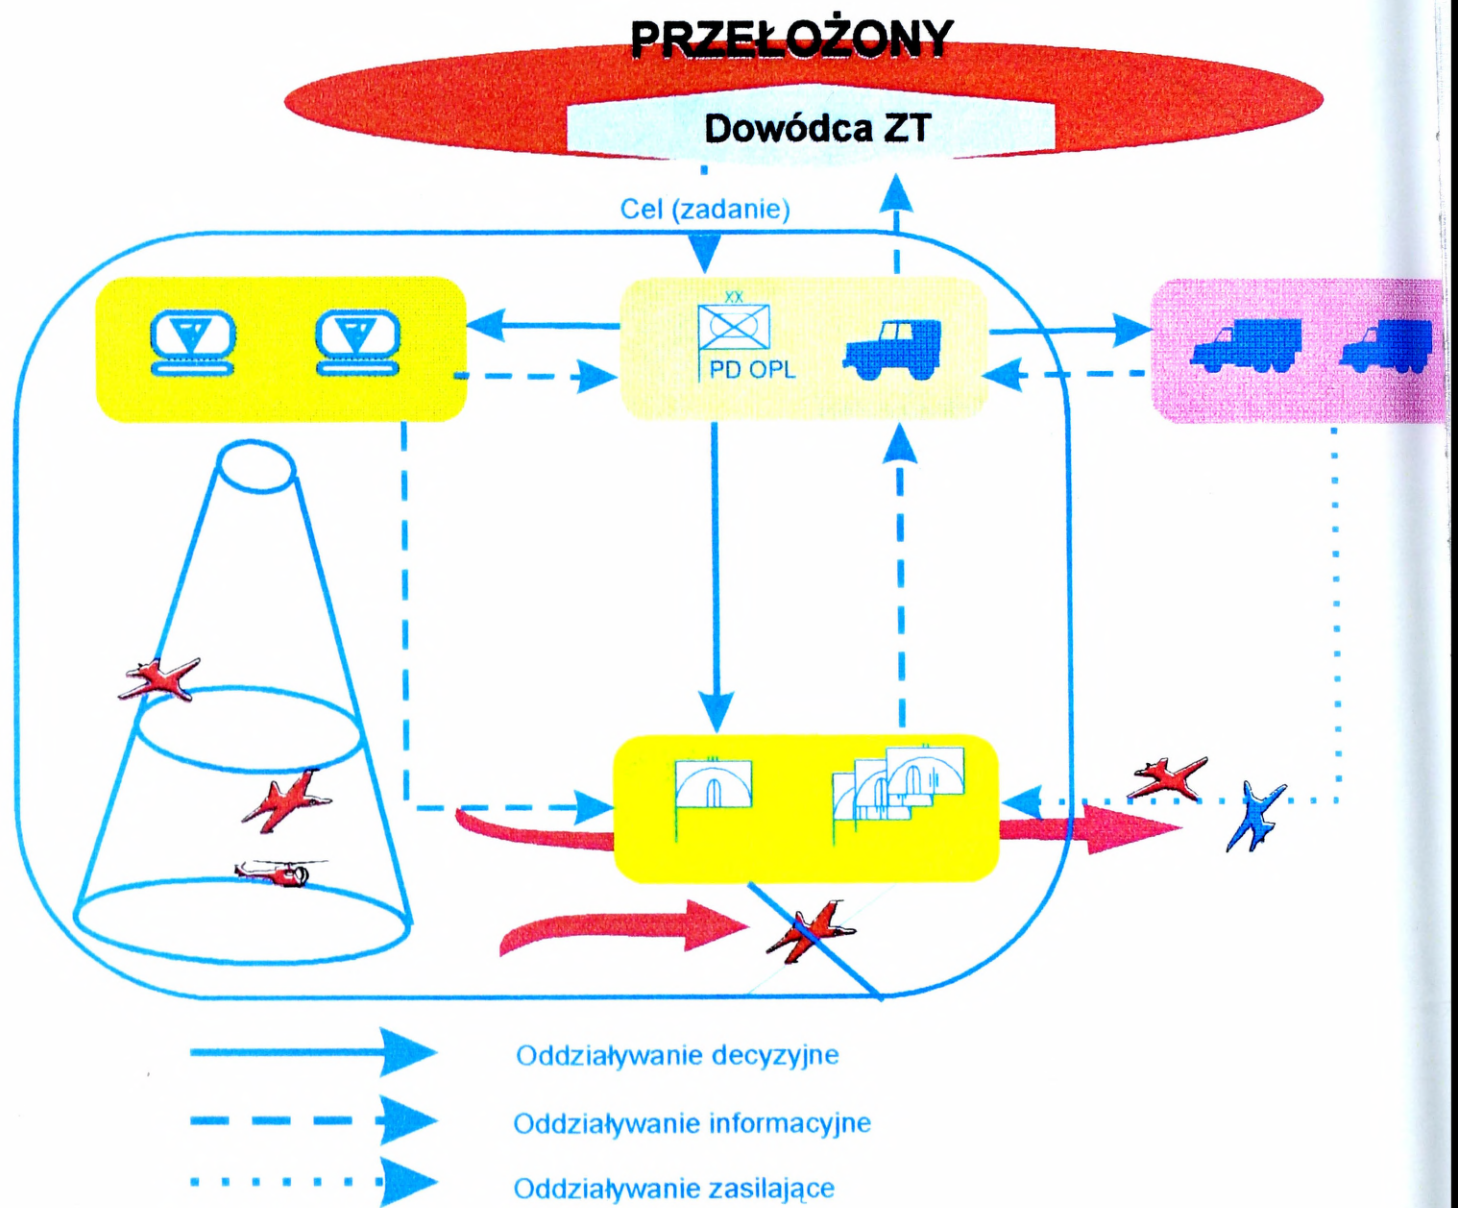 PRZEŁOŻONY
Dowódca ZT
Cel (zadanie)
XX
PD OPL
Oddziaływanie decyzyjne
Oddziaływanie informacyjne
Oddziaływanie zasilające